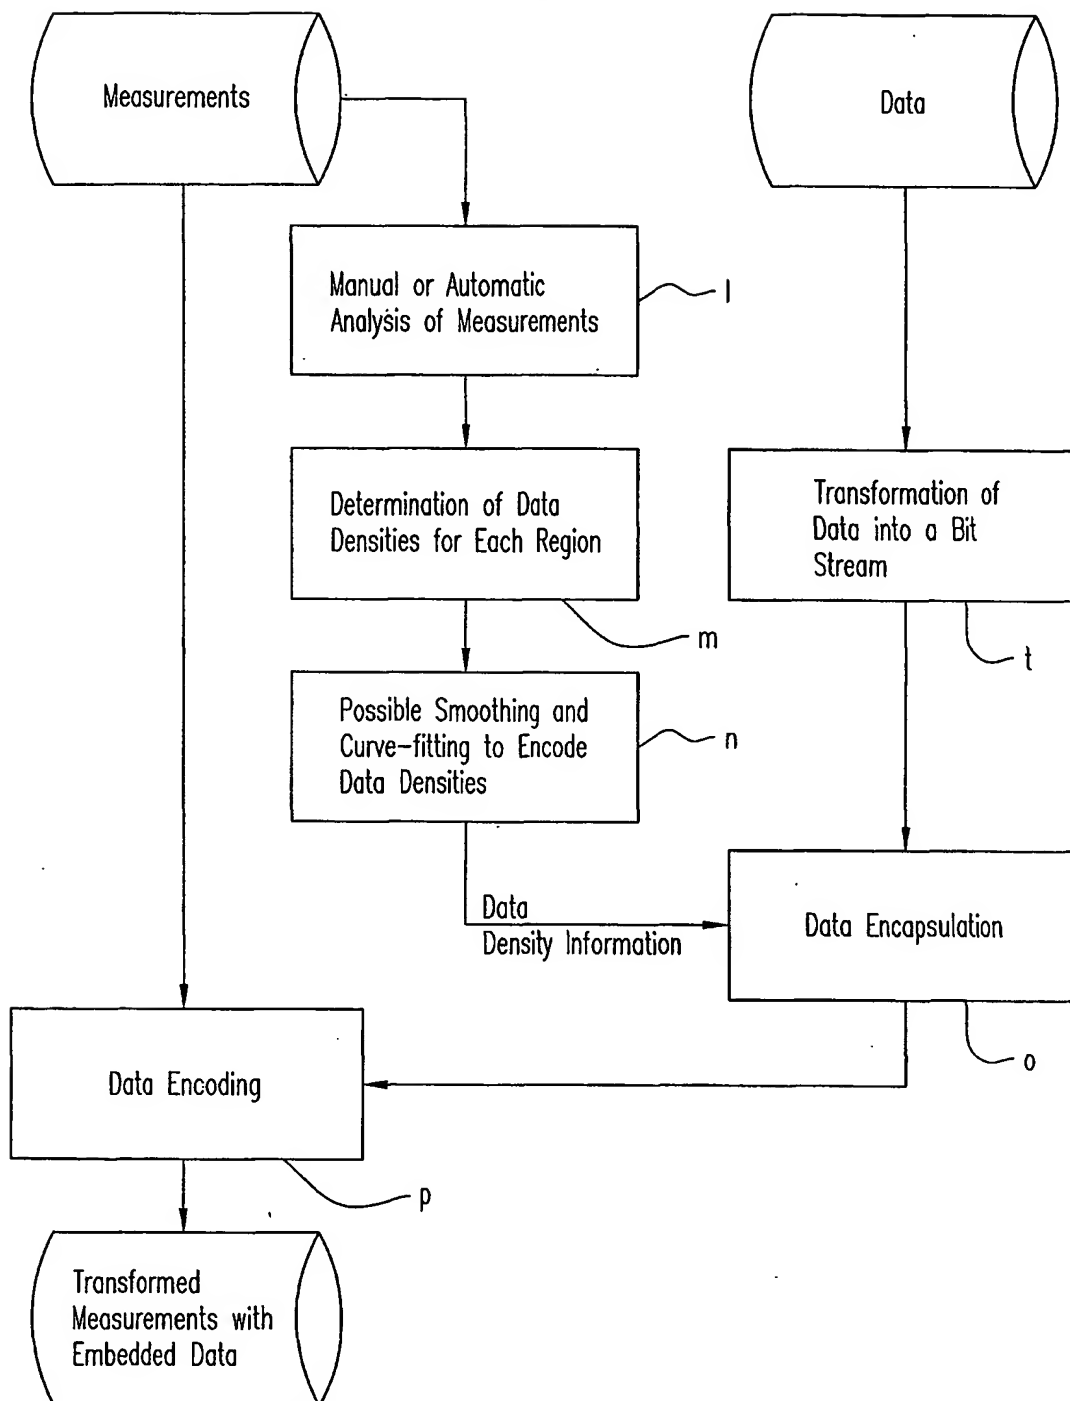 Measurements
Data
Manual or Automatic
Analysis of Measurements
l
Determination of Data
Densities for Each Region
m
Transformation of
Data into a Bit
Stream
t
Possible Smoothing and
Curve-fitting to Encode
Data Densities
n
Data
Density Information
Data Encapsulation
o
Data Encoding
p
Transformed
Measurements with
Embedded Data